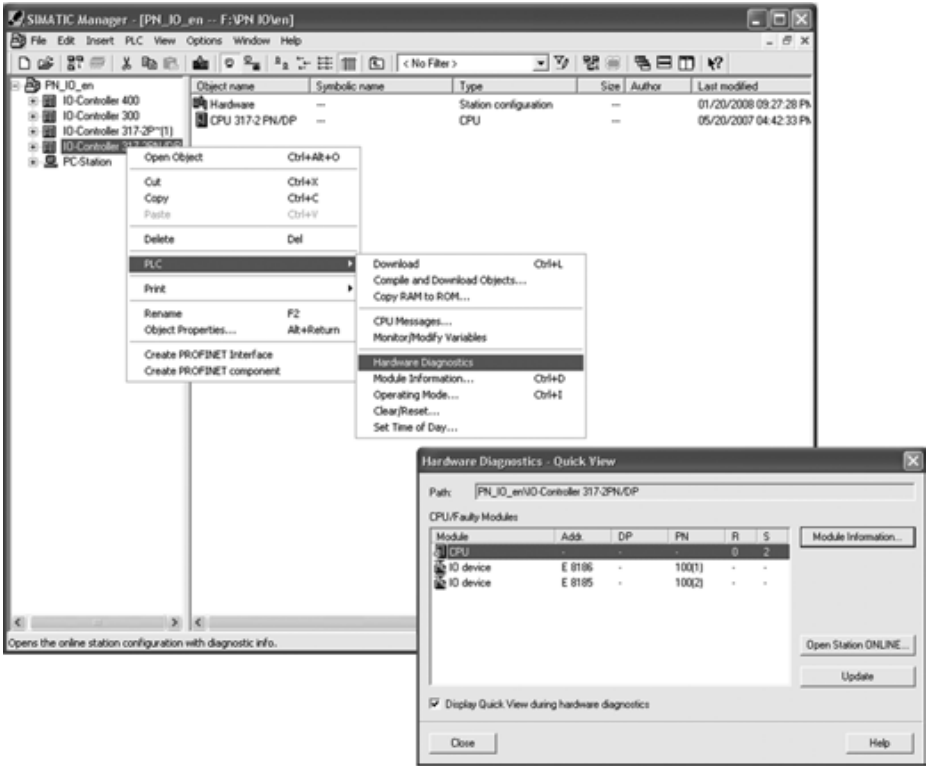 SIMATIC Manager - [PN_IO_en -- F:\PN IO\en]
File Edit Insert PLC View Options Window Help
< No Filter >
PN_IO_en
IO-Controller 400
IO-Controller 300
IO-Controller 317-2P~(1)
IO-Controller 317-2PN/DP
PC-Station
Object name Symbolic name Type Size Author Last modified
Hardware --- Station configuration --- 01/20/2008 09:27:28 PM
CPU 317-2 PN/DP --- CPU --- 05/20/2007 04:42:33 PM
Open Object Ctrl+Alt+O
Cut Ctrl+X
Copy Ctrl+C
Paste Ctrl+V
Delete Del
PLC
Print
Rename F2
Object Properties... Alt+Return
Create PROFINET Interface
Create PROFINET component
Download Ctrl+L
Compile and Download Objects...
Copy RAM to ROM...
CPU Messages...
Monitor/Modify Variables
Hardware Diagnostics
Module Information... Ctrl+D
Operating Mode... Ctrl+I
Clear/Reset...
Set Time of Day...
Opens the online station configuration with diagnostic info.
Hardware Diagnostics - Quick View
Path: PN_IO_en\IO-Controller 317-2PN/DP
CPU/Faulty Modules
Module Addr. DP PN R S
CPU - - - 0 2
IO device E 8186 - 100(1) - -
IO device E 8185 - 100(2) - -
Module Information...
Open Station ONLINE...
Update
Display Quick View during hardware diagnostics
Close Help